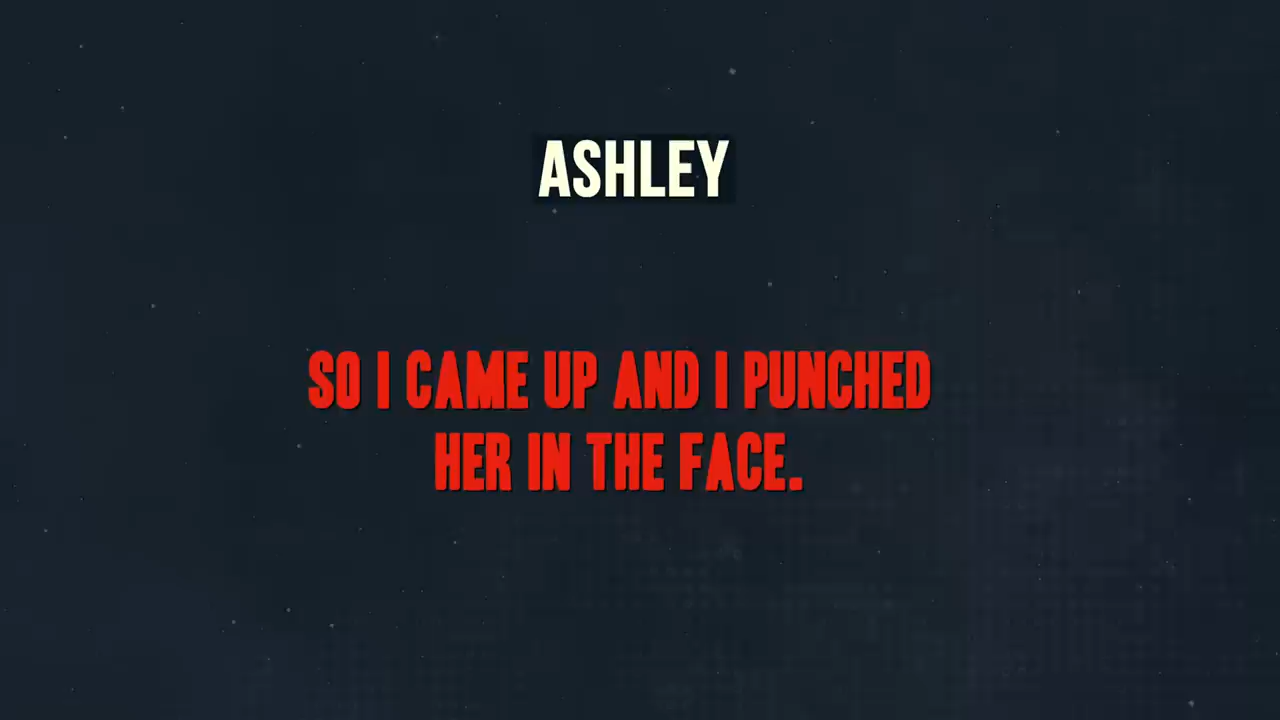 ASHLEY
SO I CAME UP AND I PUNCHED
HER IN THE FACE.